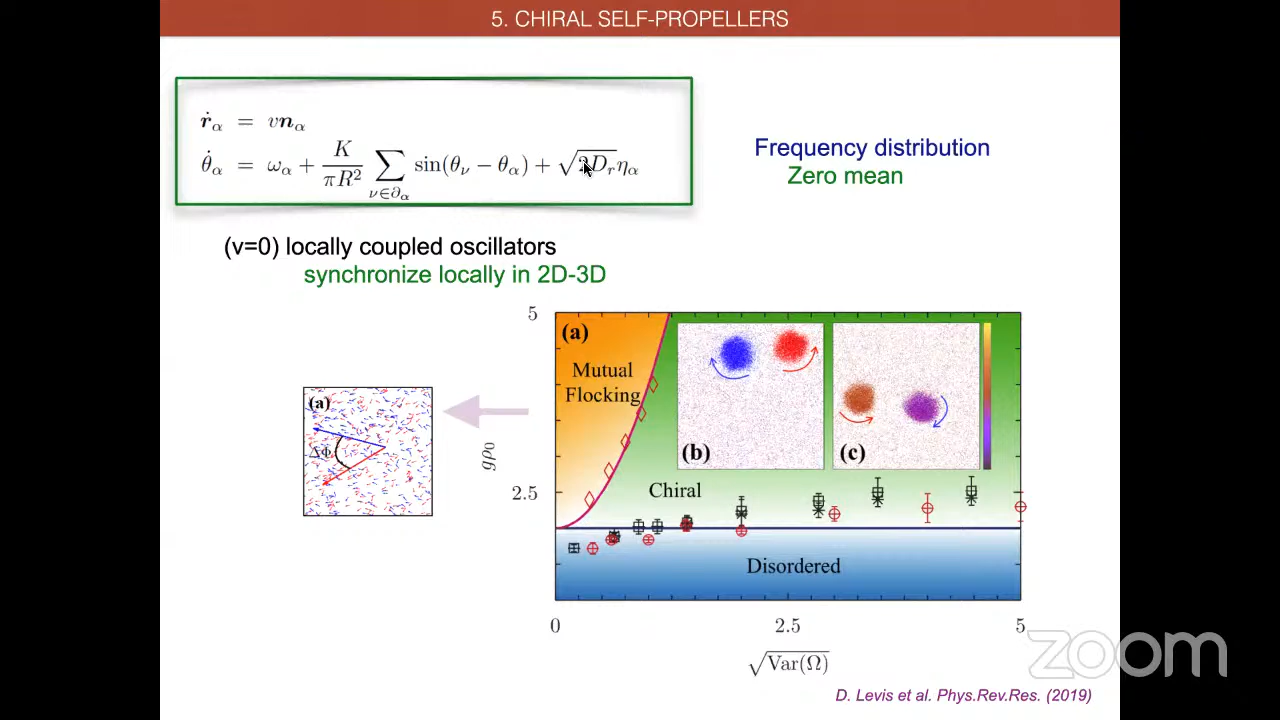 5. CHIRAL SELF-PROPELLERS
ṙα = vnα
θ̇α = ωα + K/πR² ∑ν∈∂α sin(θν − θα) + √2Dr ηα
Frequency distribution
Zero mean
(v=0) locally coupled oscillators
synchronize locally in 2D-3D
5
(a)
Mutual
Flocking
(b)
(c)
(a)
ΔΦ
gρ0
2.5
Chiral
Disordered
0
2.5
5
√Var(Ω)
zoom
D. Levis et al. Phys.Rev.Res. (2019)